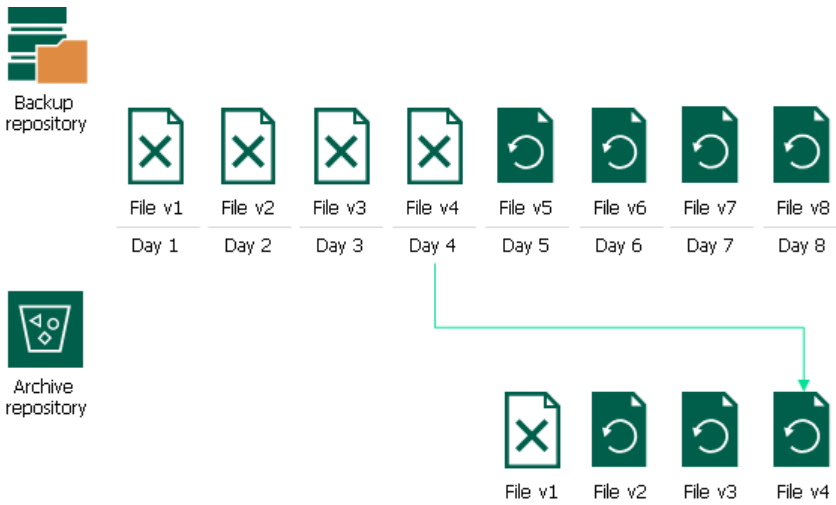 Backup
repository
File v1 File v2 File v3 File v4 File v5 File v6 File v7 File v8
Day 1 Day 2 Day 3 Day 4 Day 5 Day 6 Day 7 Day 8
Archive
repository
File v1 File v2 File v3 File v4